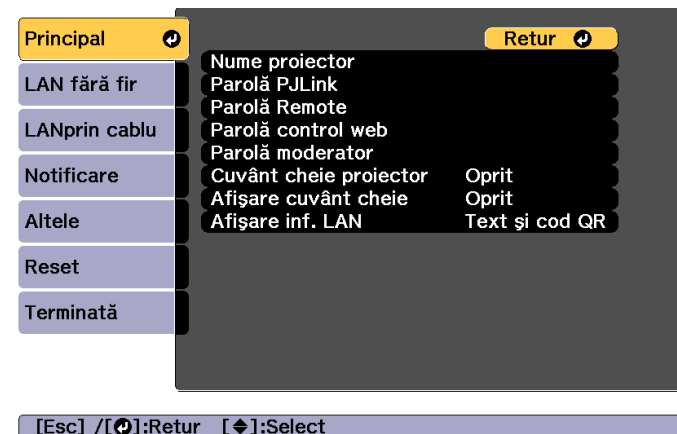 Principal
LAN fără fir
LANprin cablu
Notificare
Altele
Reset
Terminată
Retur
Nume proiector
Parolă PJLink
Parolă Remote
Parolă control web
Parolă moderator
Cuvânt cheie proiector Oprit
Afişare cuvânt cheie Oprit
Afişare inf. LAN Text şi cod QR
[Esc] /[ ]:Retur [ ]:Select